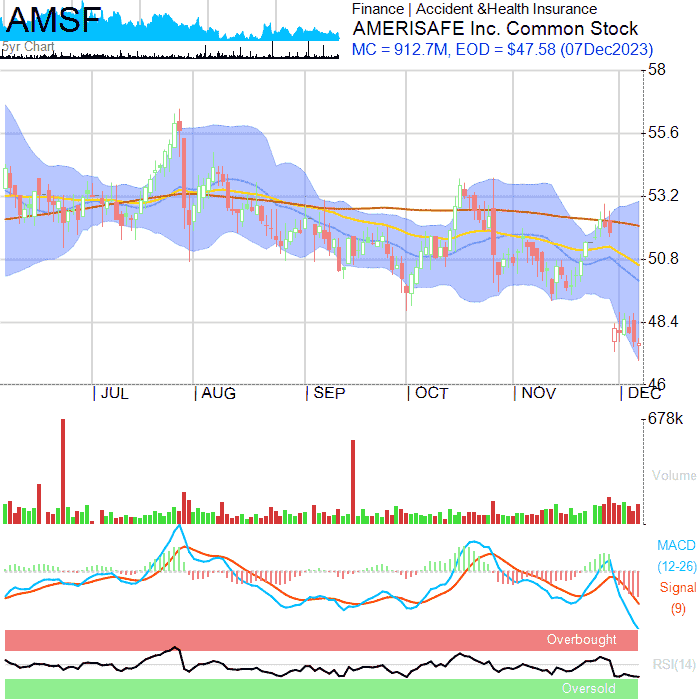 AMSF
5yr Chart
Finance | Accident &Health Insurance
AMERISAFE Inc. Common Stock
MC = 912.7M, EOD = $47.58 (07Dec2023)
58
55.6
53.2
50.8
48.4
46
JUL
AUG
SEP
OCT
NOV
DEC
678k
Volume
MACD
(12-26)
Signal
(9)
Overbought
RSI(14)
Oversold